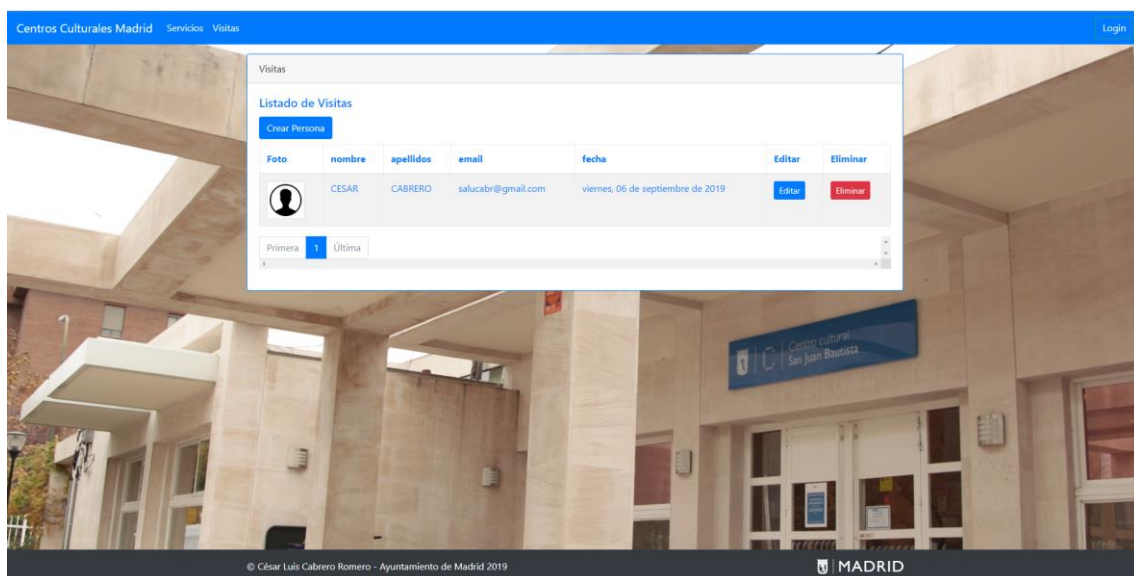 Centros Culturales Madrid Servicios Visitas Login
Visitas
Listado de Visitas
Crear Persona
Foto nombre apellidos email fecha Editar Eliminar
CESAR CABRERO salucabr@gmail.com viernes, 06 de septiembre de 2019 Editar Eliminar
Primera 1 Última
Centro cultural
San Juan Bautista
© César Luis Cabrero Romero - Ayuntamiento de Madrid 2019 MADRID